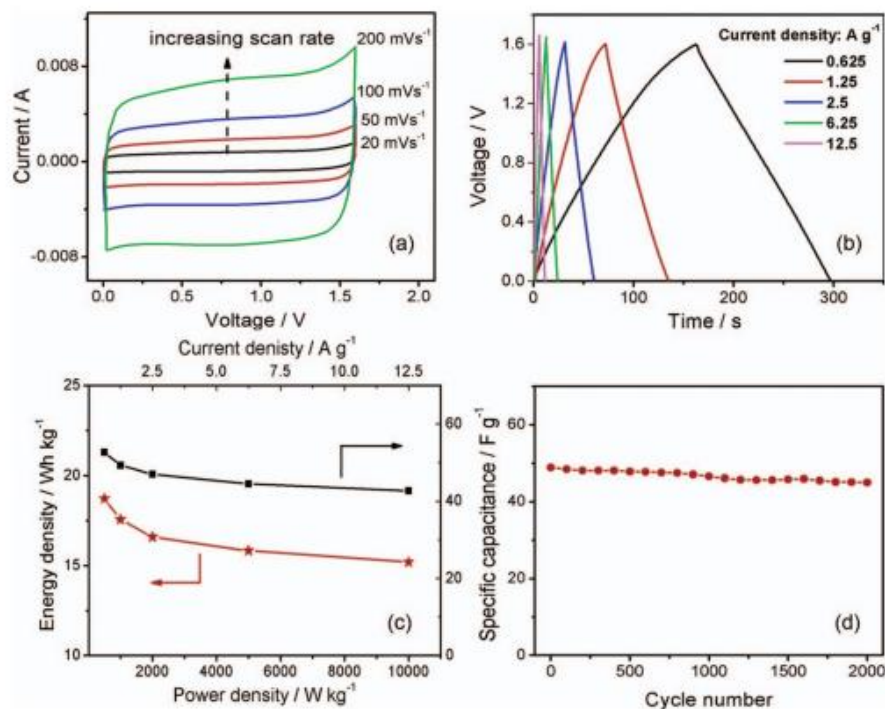 increasing scan rate
200 mVs⁻¹
100 mVs⁻¹
50 mVs⁻¹
20 mVs⁻¹
0.008
0.000
-0.008
Current / A
(a)
0.0 0.5 1.0 1.5 2.0
Voltage / V
Current density: A g⁻¹
0.625
1.25
2.5
6.25
12.5
1.6
1.2
0.8
0.4
0.0
Voltage / V
(b)
0 100 200 300 400
Time / s
Current denisty / A g⁻¹
2.5 5.0 7.5 10.0 12.5
25
20
15
10
Energy density / Wh kg⁻¹
60
40
20
0
(c)
2000 4000 6000 8000 10000
Power density / W kg⁻¹
Specific capacitance / F g⁻¹
80
60
40
20
0
(d)
0 500 1000 1500 2000
Cycle number